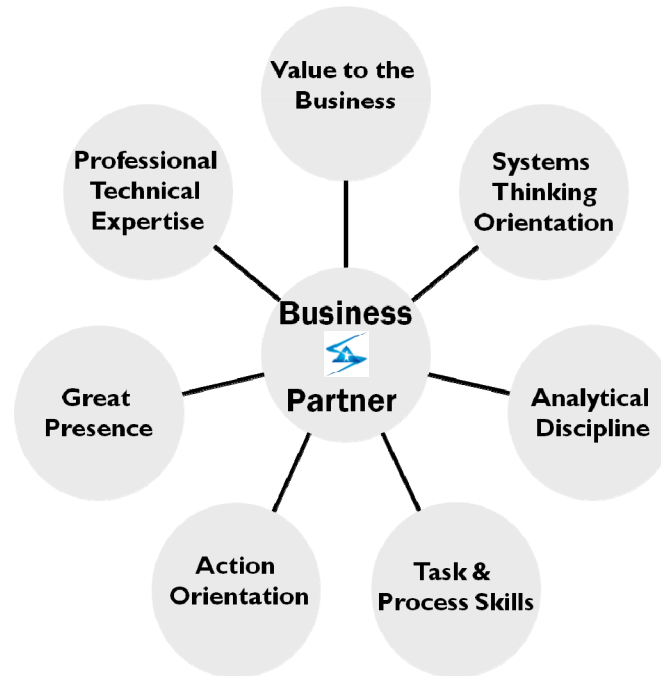 Value to the
Business
Systems
Thinking
Orientation
Analytical
Discipline
Task &
Process Skills
Action
Orientation
Great
Presence
Professional
Technical
Expertise
Business
Partner